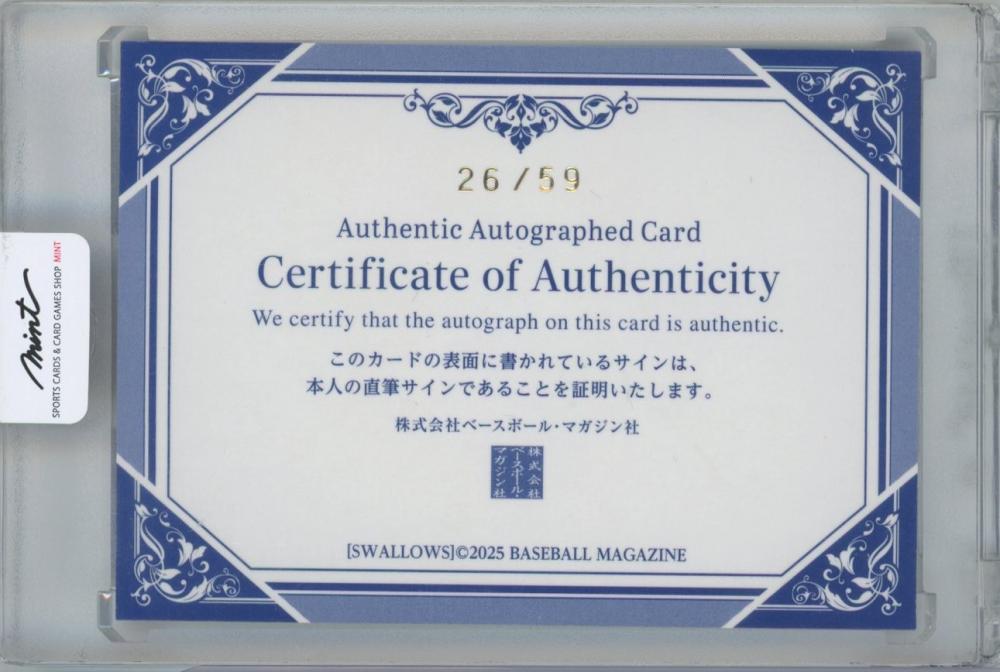 26/59
Authentic Autographed Card
Certificate of Authenticity
We certify that the autograph on this card is authentic.
このカードの表面に書かれているサインは、
本人の直筆サインであることを証明いたします。
株式会社ベースボール・マガジン社
株式会社
ベースボール・
マガジン社
[SWALLOWS]©2025 BASEBALL MAGAZINE
mint
SPORTS CARDS & CARD GAMES SHOP MINT